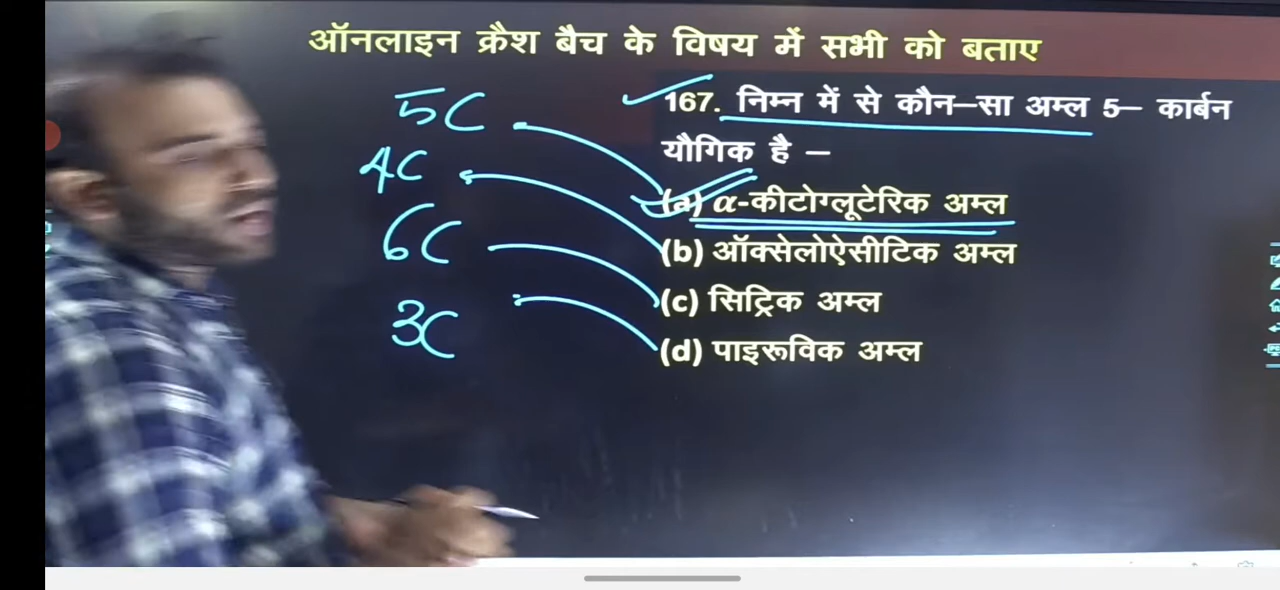 ऑनलाइन क्रैश बैच के विषय में सभी को बताए
167. निम्न में से कौन–सा अम्ल 5– कार्बन
यौगिक है –
(a) α-कीटोग्लूटेरिक अम्ल
(b) ऑक्सेलोऐसीटिक अम्ल
(c) सिट्रिक अम्ल
(d) पाइरूविक अम्ल
5C
4C
6C
3C